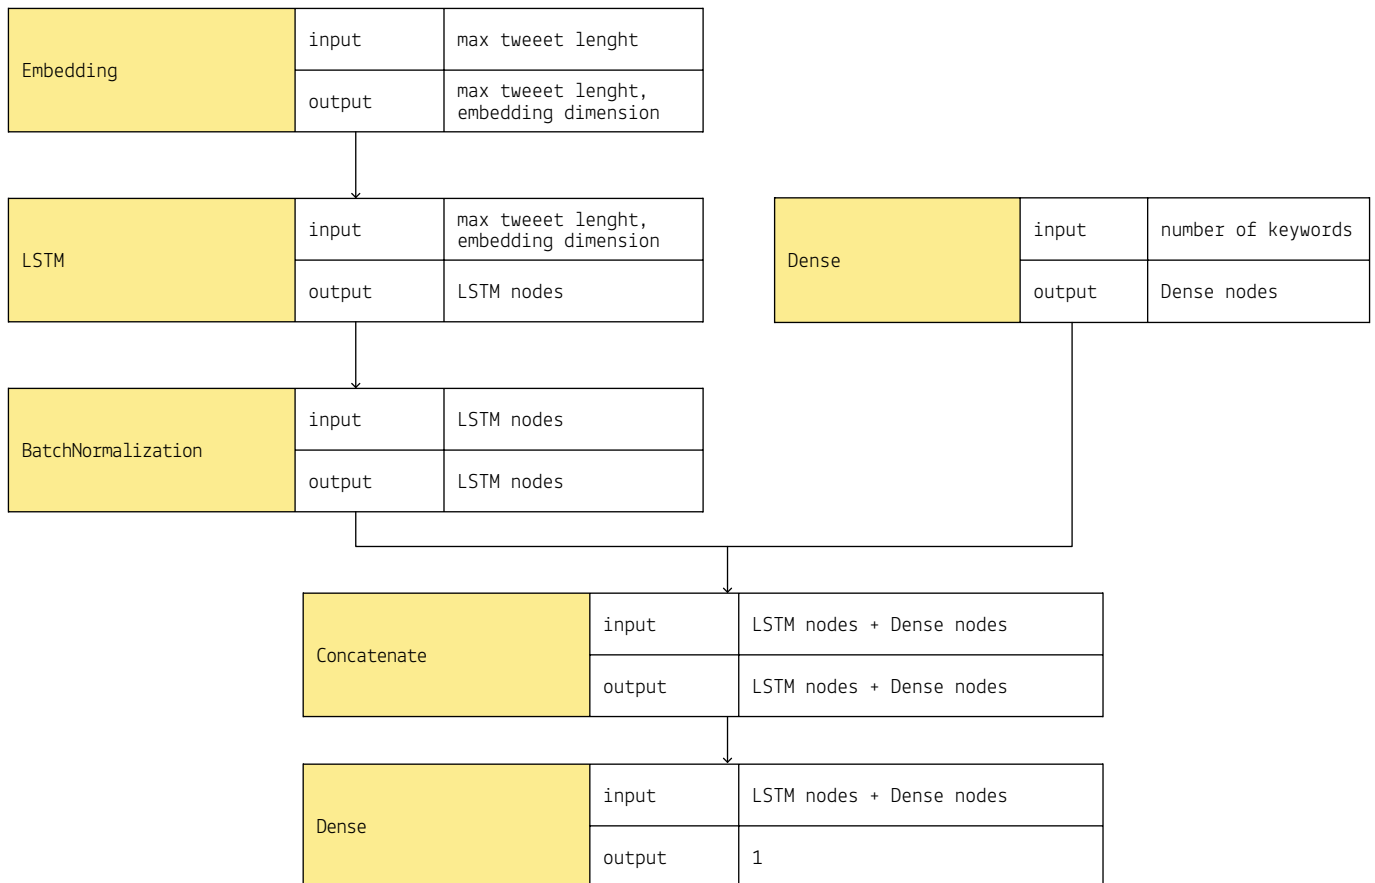 Embedding
input
max tweeet lenght
output
max tweeet lenght,
embedding dimension
LSTM
input
max tweeet lenght,
embedding dimension
output
LSTM nodes
Dense
input
number of keywords
output
Dense nodes
BatchNormalization
input
LSTM nodes
output
LSTM nodes
Concatenate
input
LSTM nodes + Dense nodes
output
LSTM nodes + Dense nodes
Dense
input
LSTM nodes + Dense nodes
output
1